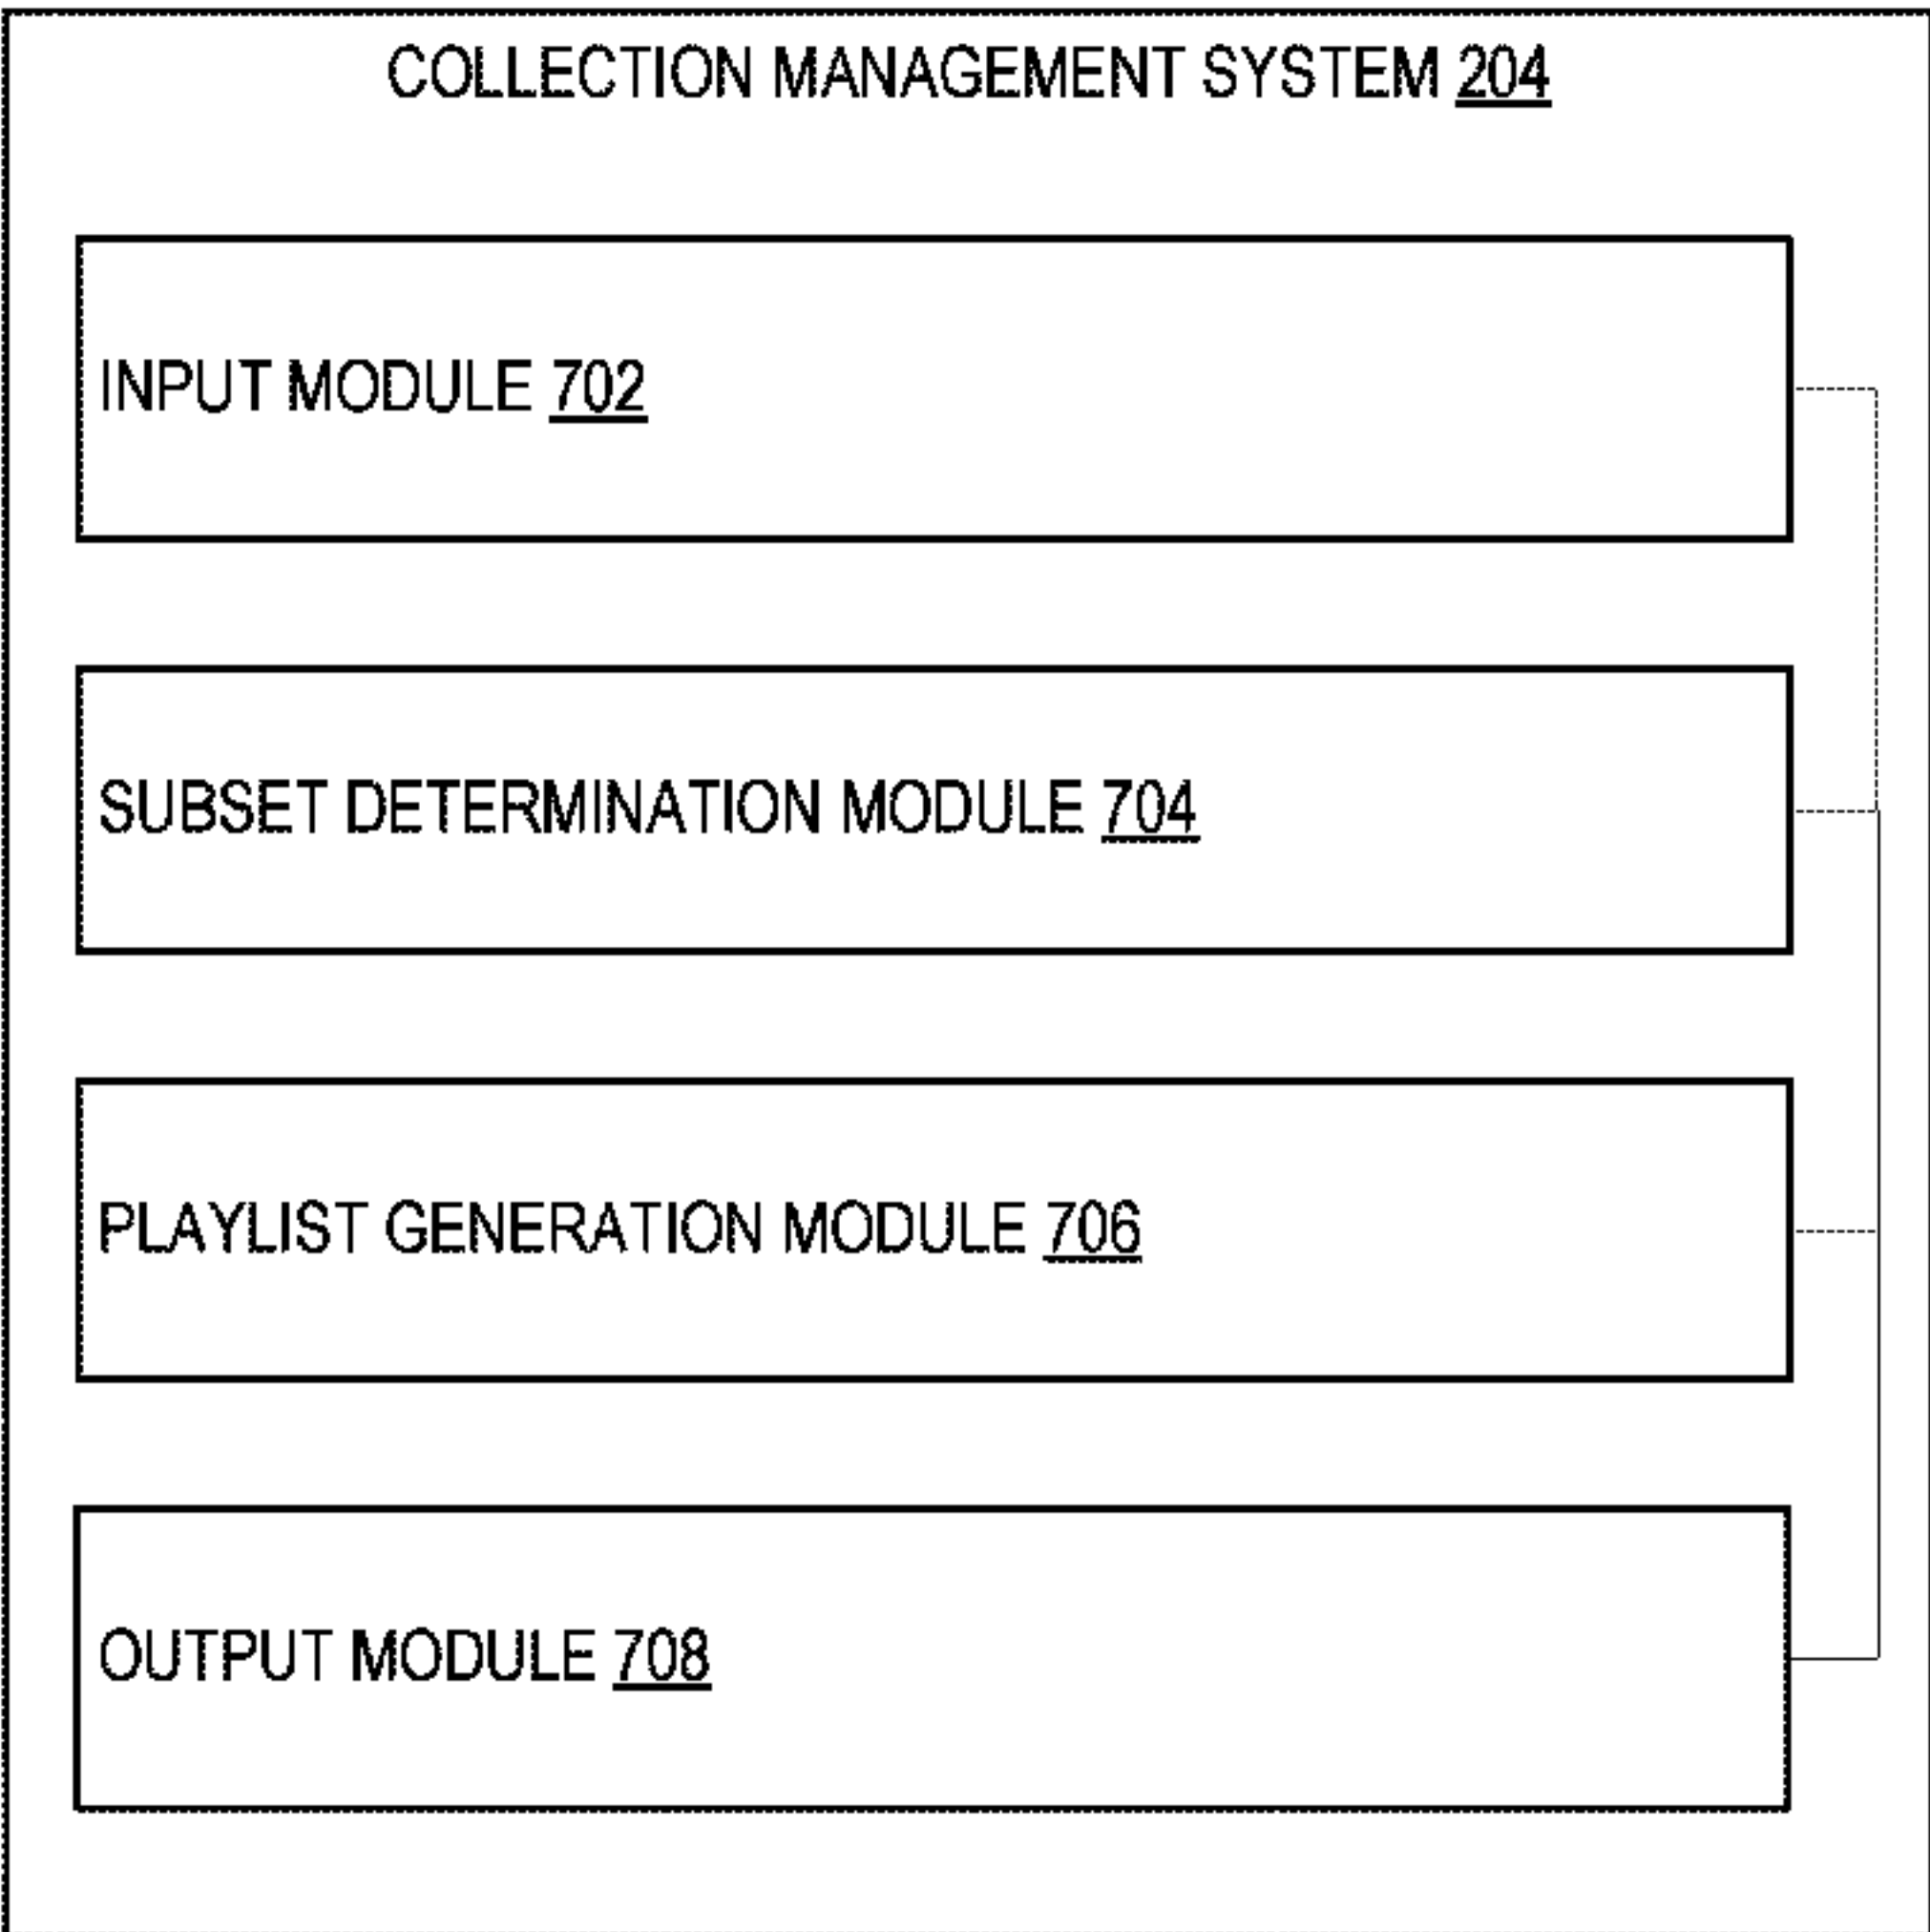 COLLECTION MANAGEMENT SYSTEM 204
INPUT MODULE 702
SUBSET DETERMINATION MODULE 704
PLAYLIST GENERATION MODULE 706
OUTPUT MODULE 708